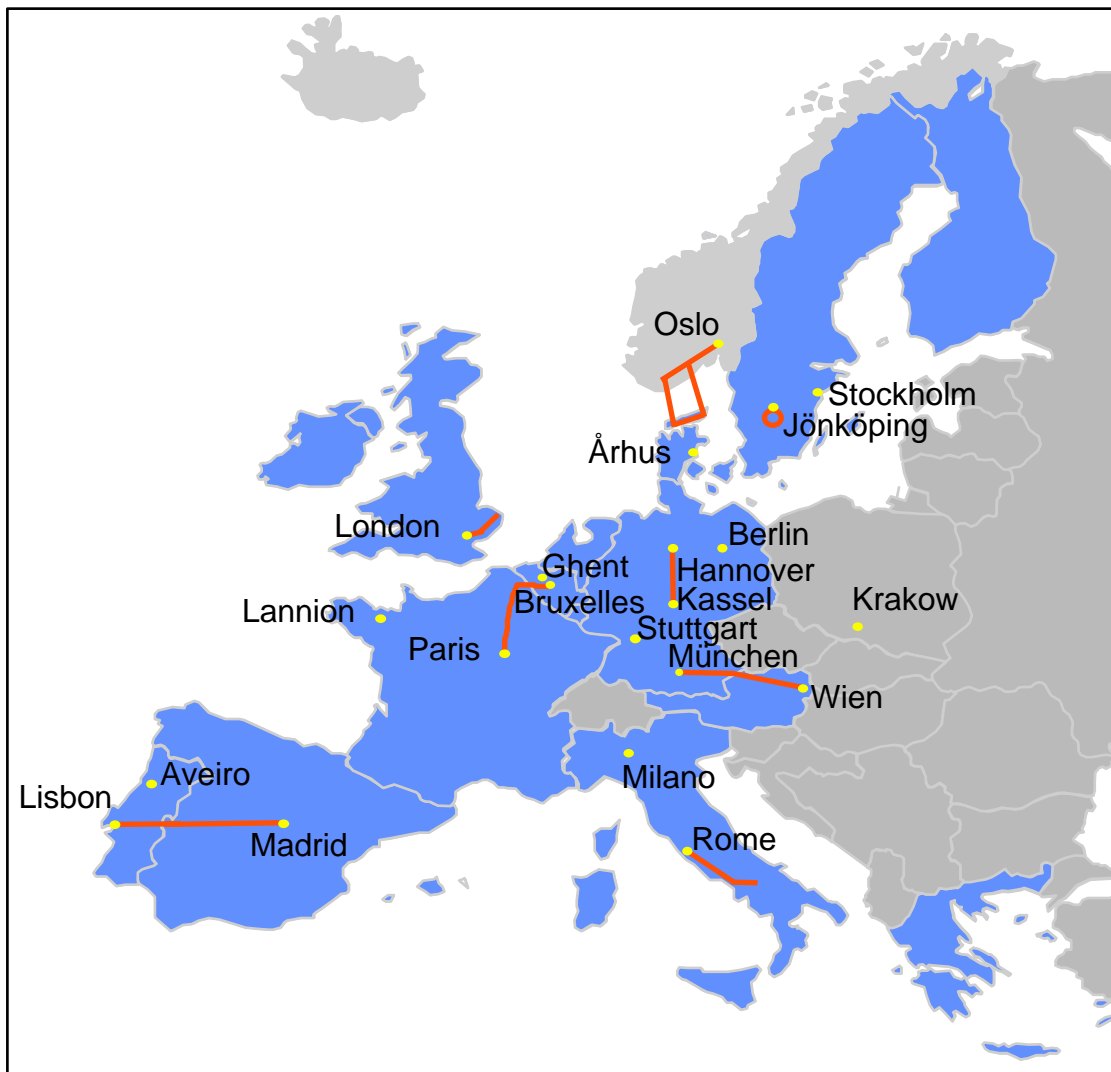 Oslo
Stockholm
Jönköping
Århus
London
Berlin
Ghent
Hannover
Bruxelles
Kassel
Lannion
Krakow
Stuttgart
Paris
München
Wien
Aveiro
Milano
Lisbon
Madrid
Rome